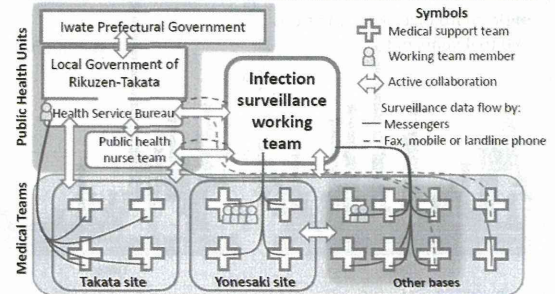 Iwate Prefectural Government
Local Government of
Rikuzen-Takata
Health Service Bureau
Public health
nurse team
Infection
surveillance
working
team
Symbols
Medical support team
Working team member
Active collaboration
Surveillance data flow by:
Messengers
Fax, mobile or landline phone
Public Health Units
Medical Teams
Takata site
Yonesaki site
Other bases